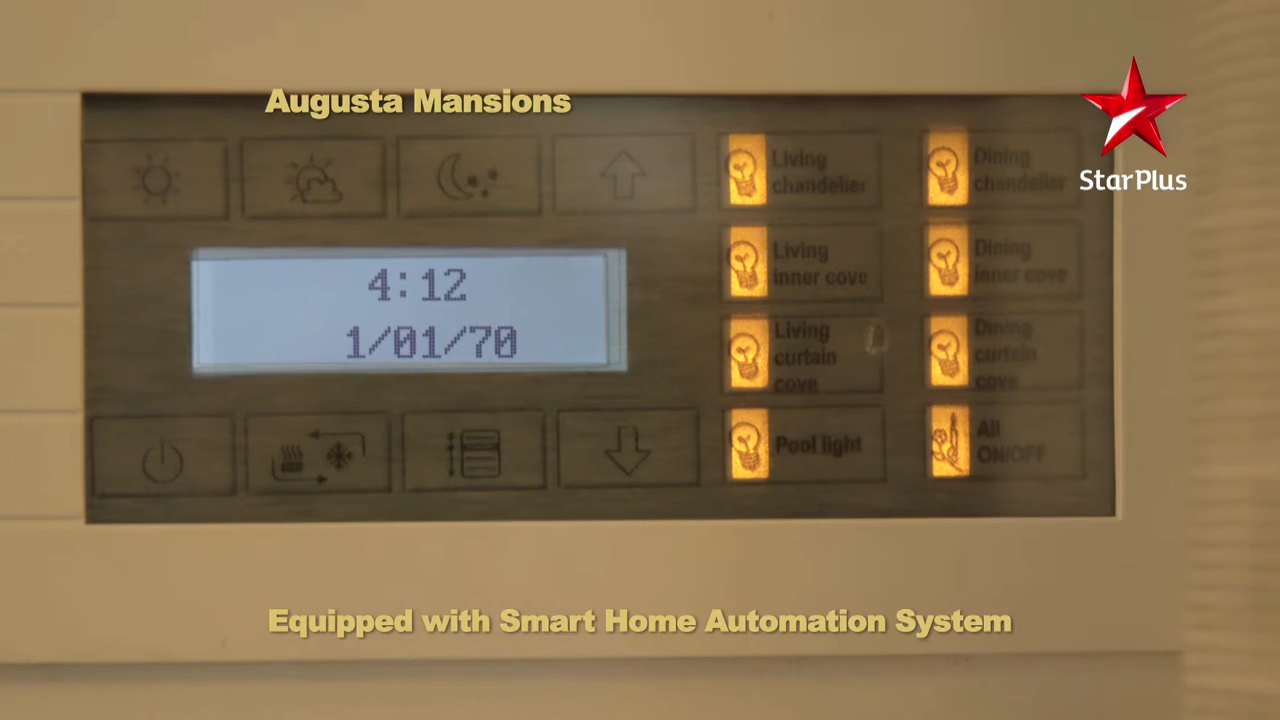 Augusta Mansions
StarPlus
4:12
1/01/70
Living
chandelier
Dining
chandelier
Living
inner cove
Dining
inner cove
Living
curtain
cove
Dining
curtain
cove
Pool light
All
ON/OFF
Equipped with Smart Home Automation System